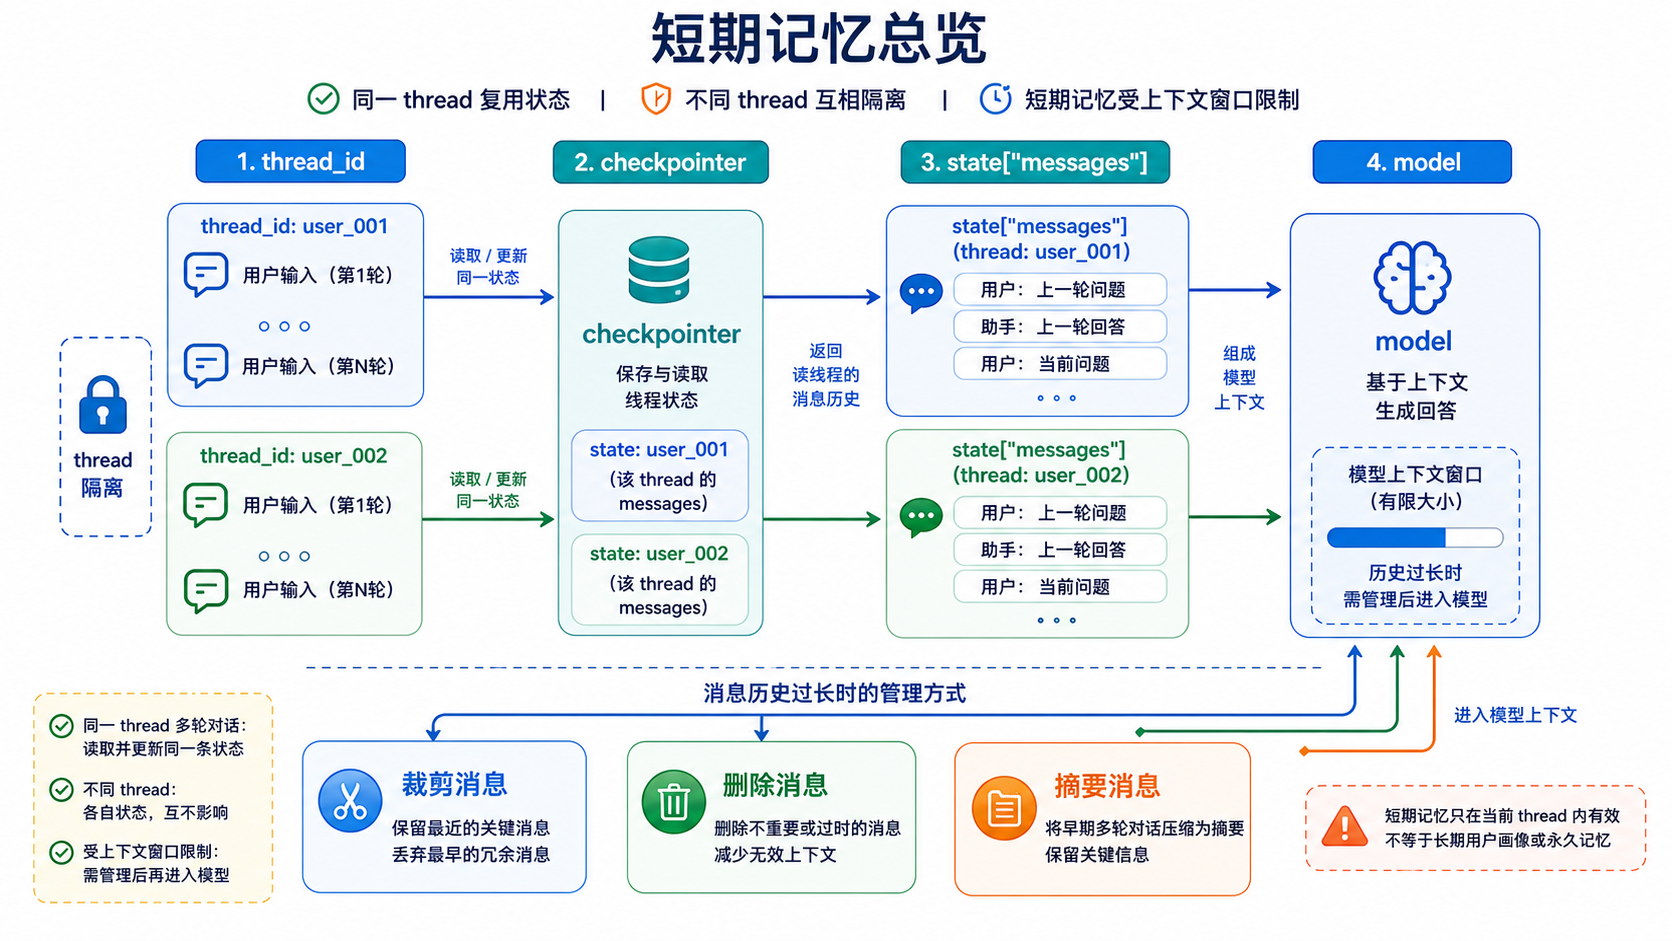 短期记忆总览
同一 thread 复用状态 | 不同 thread 互相隔离 | 短期记忆受上下文窗口限制
1. thread_id
2. checkpointer
3. state["messages"]
4. model
thread
隔离
thread_id: user_001
用户输入（第1轮）
用户输入（第N轮）
thread_id: user_002
用户输入（第1轮）
用户输入（第N轮）
读取 / 更新
同一状态
读取 / 更新
同一状态
checkpointer
保存与读取
线程状态
state: user_001
（该 thread 的
messages）
state: user_002
（该 thread 的
messages）
返回
读线程的
消息历史
state["messages"]
(thread: user_001)
用户： 上一轮问题
助手： 上一轮回答
用户： 当前问题
state["messages"]
(thread: user_002)
用户： 上一轮问题
助手： 上一轮回答
用户： 当前问题
组成
模型
上下文
model
基于上下文
生成回答
模型上下文窗口
（有限大小）
历史过长时
需管理后进入模型
消息历史过长时的管理方式
进入模型上下文
同一 thread 多轮对话：
读取并更新同一条状态
不同 thread：
各自状态，互不影响
受上下文窗口限制：
需管理后再进入模型
裁剪消息
保留最近的关键消息
丢弃最早的冗余消息
删除消息
删除不重要或过时的消息
减少无效上下文
摘要消息
将早期多轮对话压缩为摘要
保留关键信息
短期记忆只在当前 thread 内有效
不等于长期用户画像或永久记忆